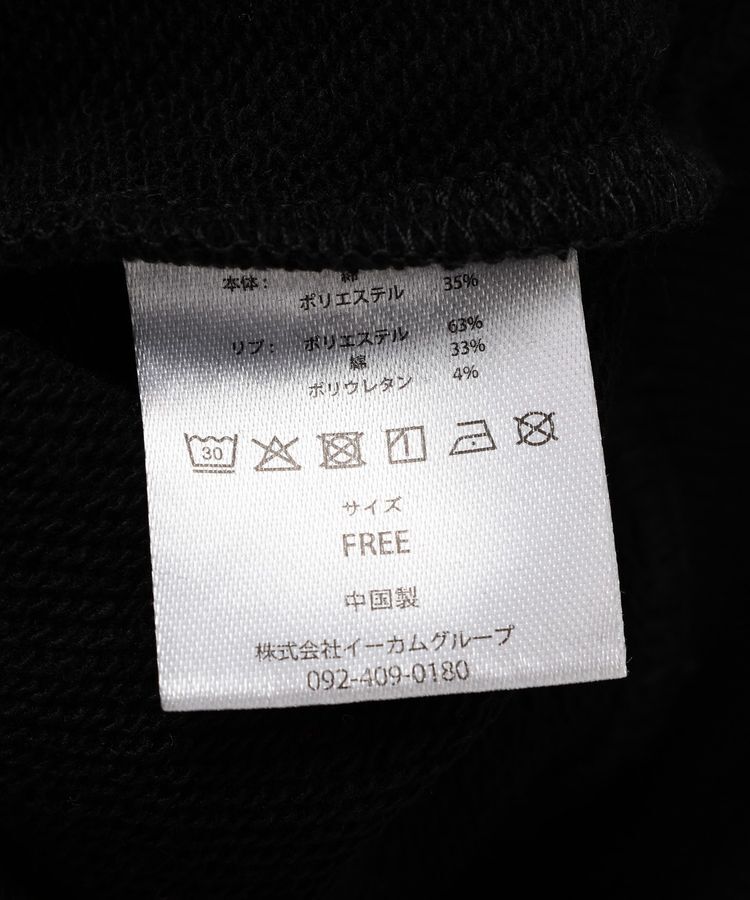 本体： 綿
ポリエステル 35%
リブ： ポリエステル 63%
綿 33%
ポリウレタン 4%
30
サイズ
FREE
中国製
株式会社イーカムグループ
092-409-0180